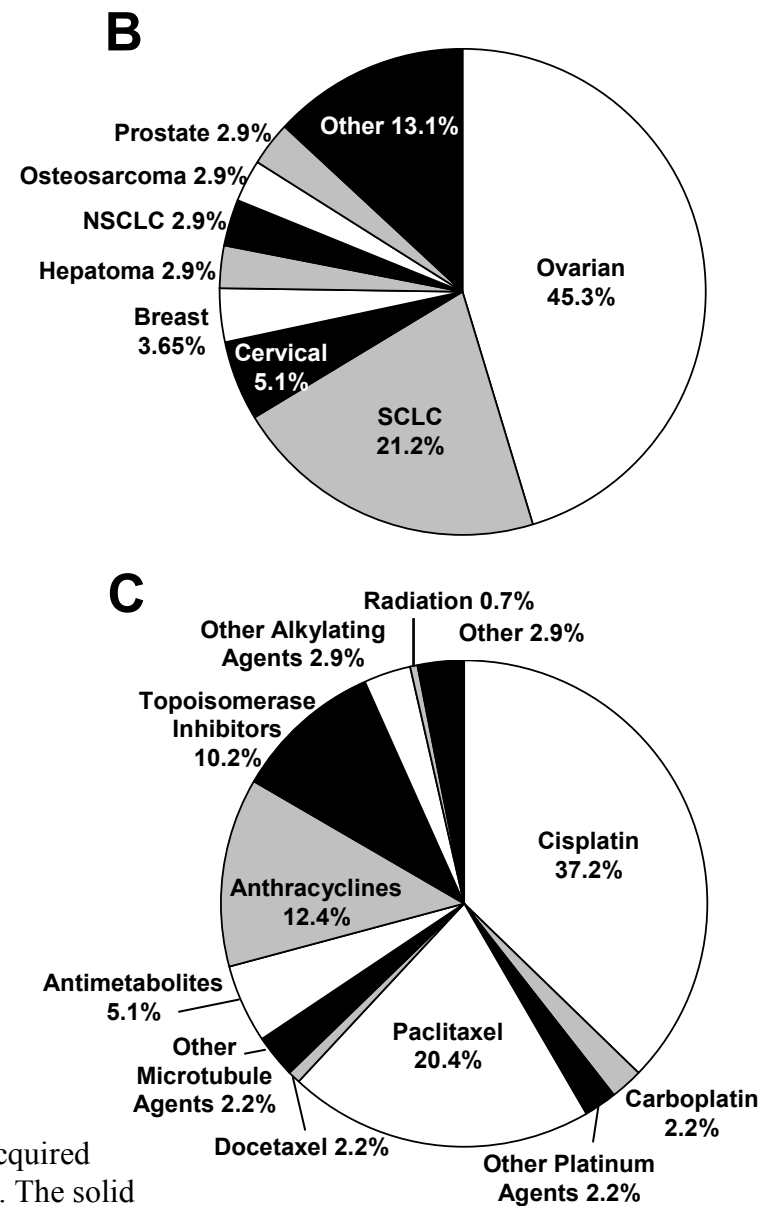 B
Other 13.1%
Prostate 2.9%
Osteosarcoma 2.9%
NSCLC 2.9%
Hepatoma 2.9%
Breast
3.65%
Cervical
5.1%
SCLC
21.2%
Ovarian
45.3%
C
Radiation 0.7%
Other 2.9%
Other Alkylating
Agents 2.9%
Topoisomerase
Inhibitors
10.2%
Cisplatin
37.2%
Anthracyclines
12.4%
Antimetabolites
5.1%
Paclitaxel
20.4%
Other
Microtubule
Agents 2.2%
Docetaxel 2.2%
Carboplatin
2.2%
Other Platinum
Agents 2.2%
cquired
. The solid